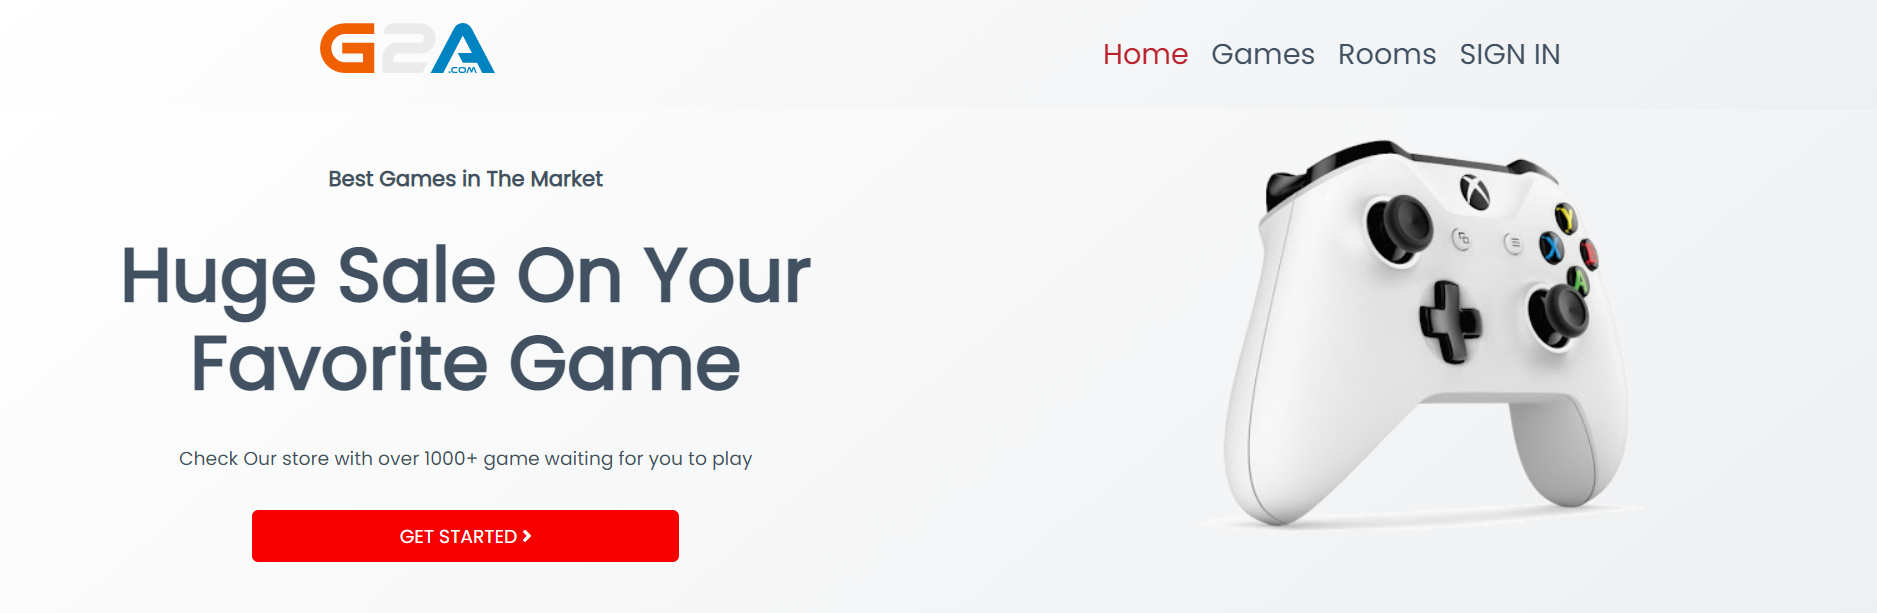 G2A
.COM
Home Games Rooms SIGN IN
Best Games in The Market
Huge Sale On Your
Favorite Game
Check Our store with over 1000+ game waiting for you to play
GET STARTED
Y
X
A